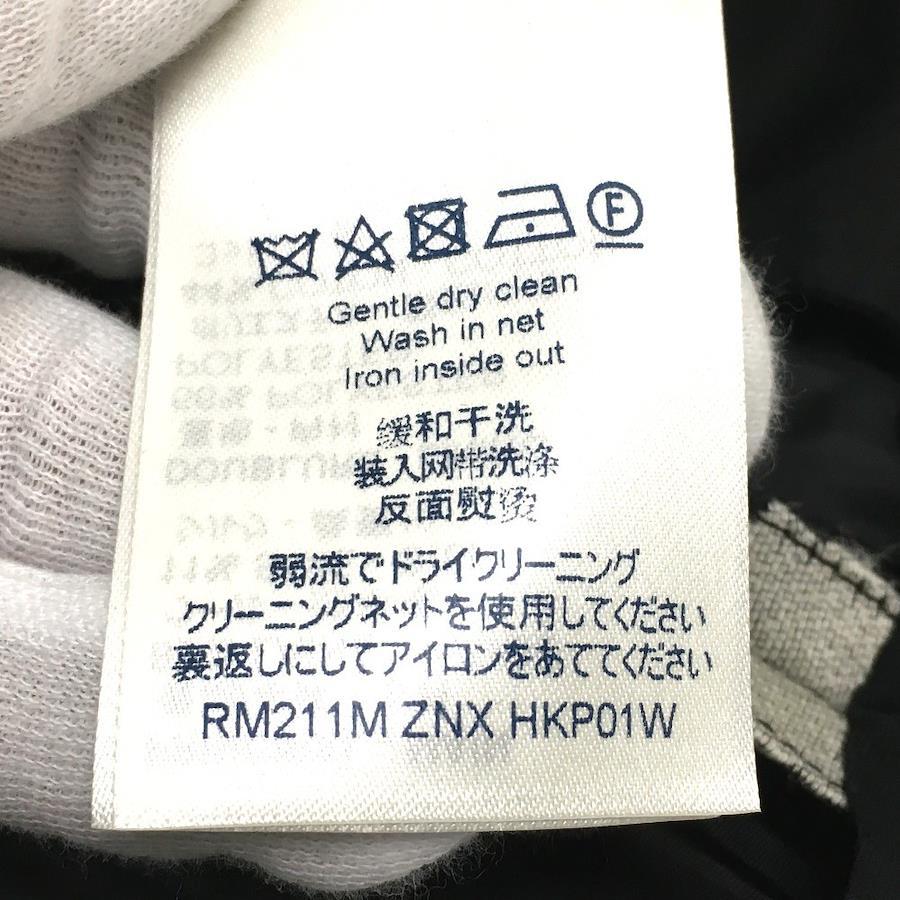 F
Gentle dry clean
Wash in net
Iron inside out
缓和干洗
装入网袋洗涤
反面熨烫
弱流でドライクリーニング
クリーニングネットを使用してください
裏返しにしてアイロンをあててください
RM211M ZNX HKP01W